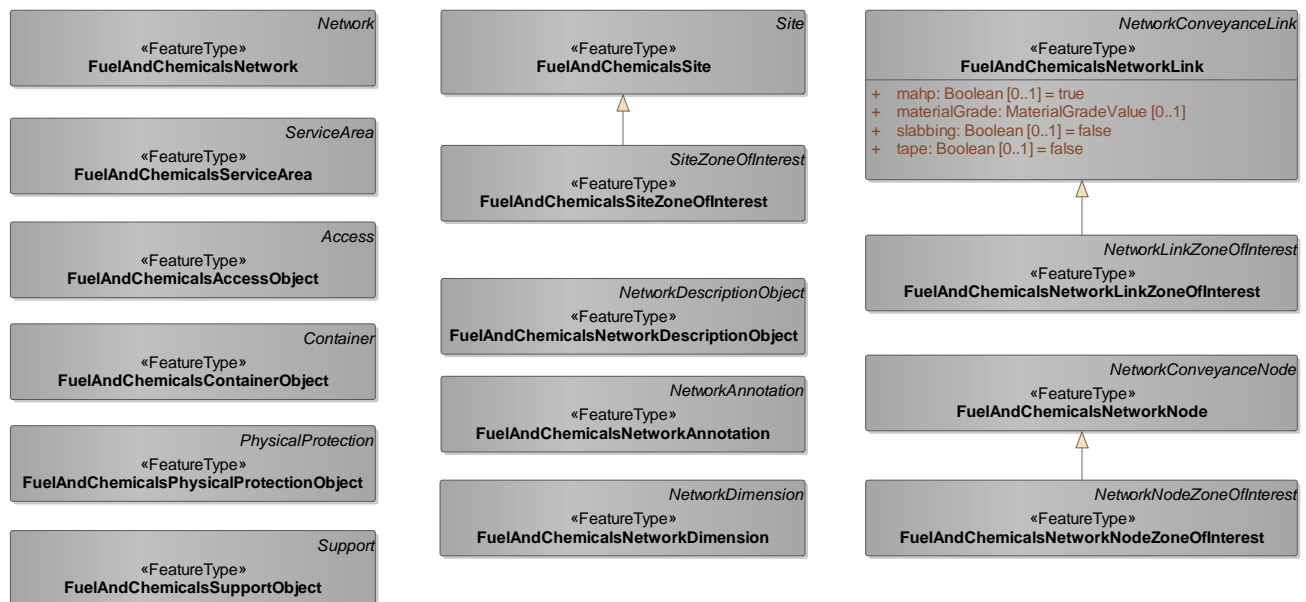 Network
«FeatureType»
FuelAndChemicalsNetwork
ServiceArea
«FeatureType»
FuelAndChemicalsServiceArea
Access
«FeatureType»
FuelAndChemicalsAccessObject
Container
«FeatureType»
FuelAndChemicalsContainerObject
PhysicalProtection
«FeatureType»
FuelAndChemicalsPhysicalProtectionObject
Support
«FeatureType»
FuelAndChemicalsSupportObject
Site
«FeatureType»
FuelAndChemicalsSite
SiteZoneOfInterest
«FeatureType»
FuelAndChemicalsSiteZoneOfInterest
NetworkDescriptionObject
«FeatureType»
FuelAndChemicalsNetworkDescriptionObject
NetworkAnnotation
«FeatureType»
FuelAndChemicalsNetworkAnnotation
NetworkDimension
«FeatureType»
FuelAndChemicalsNetworkDimension
NetworkConveyanceLink
«FeatureType»
FuelAndChemicalsNetworkLink
+ mahp: Boolean [0..1] = true
+ materialGrade: MaterialGradeValue [0..1]
+ slabbing: Boolean [0..1] = false
+ tape: Boolean [0..1] = false
NetworkLinkZoneOfInterest
«FeatureType»
FuelAndChemicalsNetworkLinkZoneOfInterest
NetworkConveyanceNode
«FeatureType»
FuelAndChemicalsNetworkNode
NetworkNodeZoneOfInterest
«FeatureType»
FuelAndChemicalsNetworkNodeZoneOfInterest